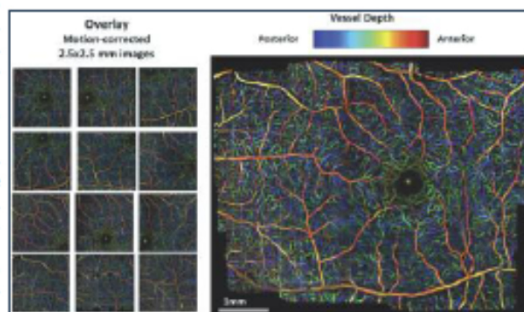 Overlay
Motion-corrected
2.5x2.5 mm images
Vessel Depth
Posterior
Anterior
1mm